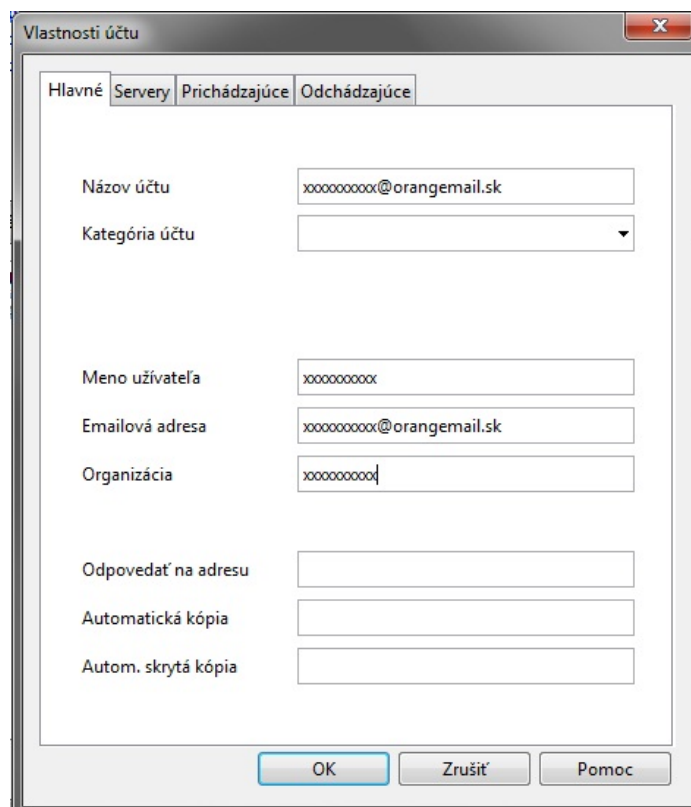 Vlastnosti účtu
Hlavné Servery Prichádzajúce Odchádzajúce
Názov účtu xxxxxxxxxx@orangemail.sk
Kategória účtu
Meno užívateľa xxxxxxxxxx
Emailová adresa xxxxxxxxxx@orangemail.sk
Organizácia xxxxxxxxxx
Odpovedať na adresu
Automatická kópia
Autom. skrytá kópia
OK Zrušiť Pomoc